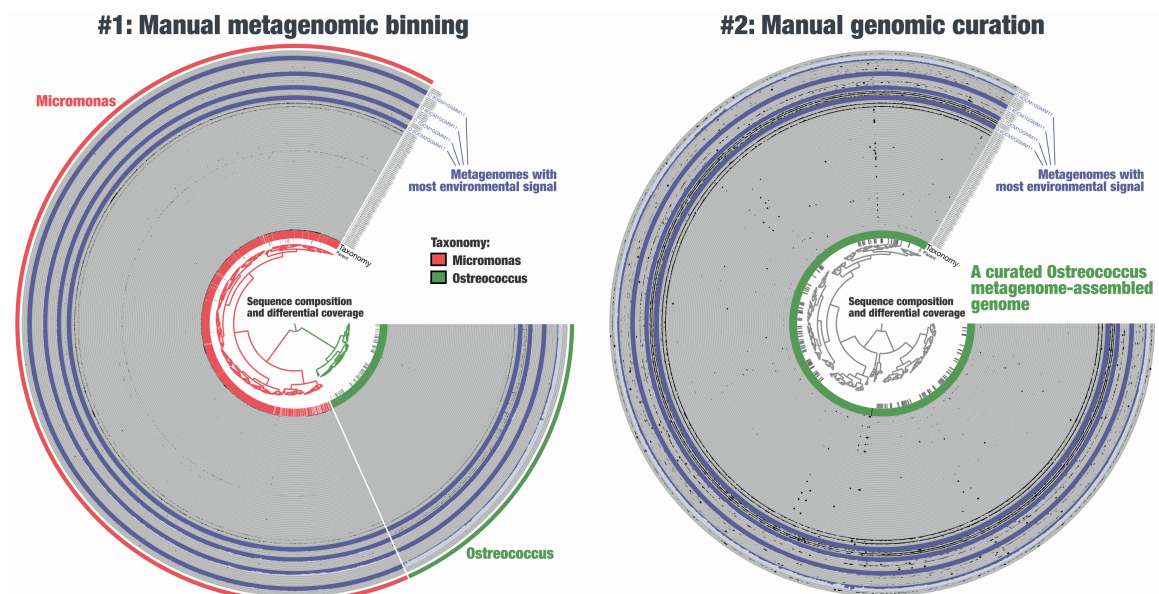 #1: Manual metagenomic binning
Micromonas
Metagenomes with
most environmental signal
Taxonomy
Parent
Taxonomy:
Micromonas
Ostreococcus
Sequence composition
and differential coverage
Ostreococcus
#2: Manual genomic curation
Metagenomes with
most environmental signal
Taxonomy
Parent
A curated Ostreococcus
metagenome-assembled
genome
Sequence composition
and differential coverage